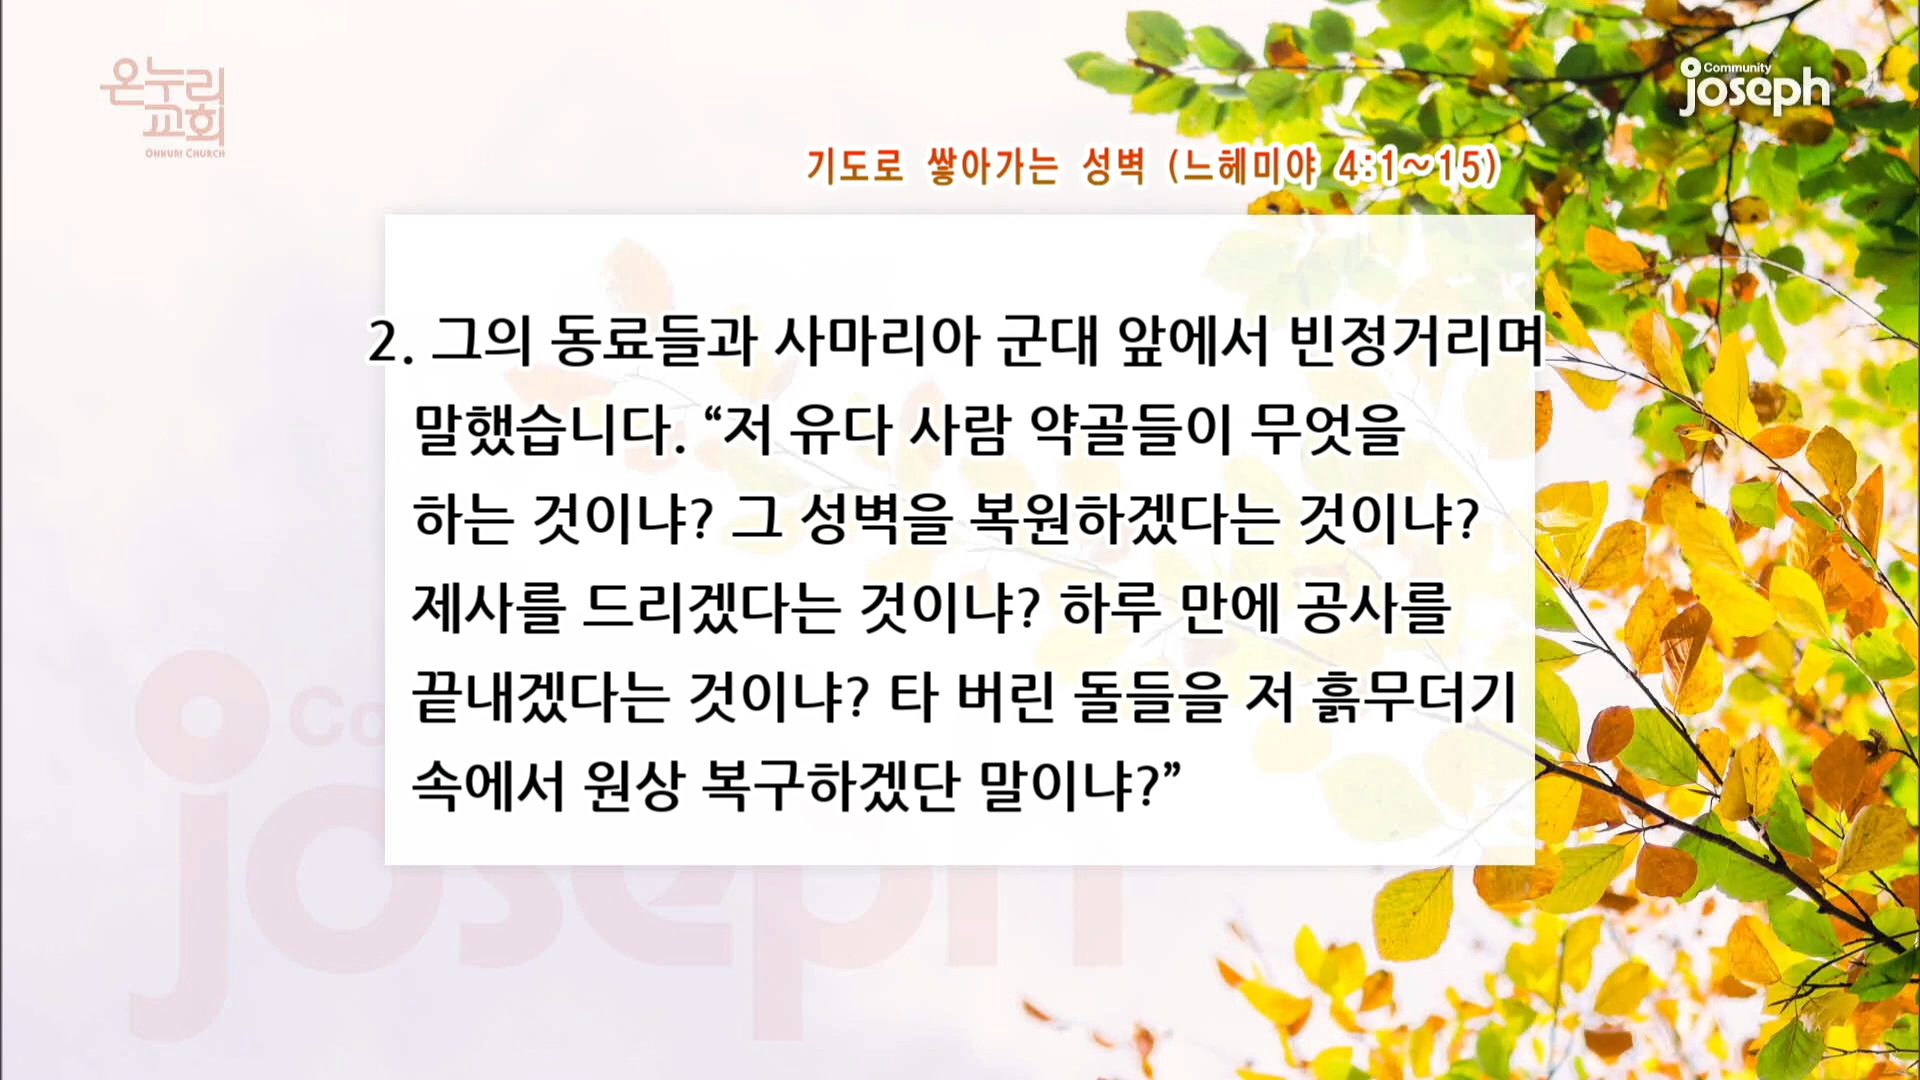 온누리
교회
ONNURI CHURCH
Community
joseph
기도로 쌓아가는 성벽 (느헤미야 4:1~15)
2. 그의 동료들과 사마리아 군대 앞에서 빈정거리며
말했습니다. “저 유다 사람 약골들이 무엇을
하는 것이냐? 그 성벽을 복원하겠다는 것이냐?
제사를 드리겠다는 것이냐? 하루 만에 공사를
끝내겠다는 것이냐? 타 버린 돌들을 저 흙무더기
속에서 원상 복구하겠단 말이냐?”
Co
joseph